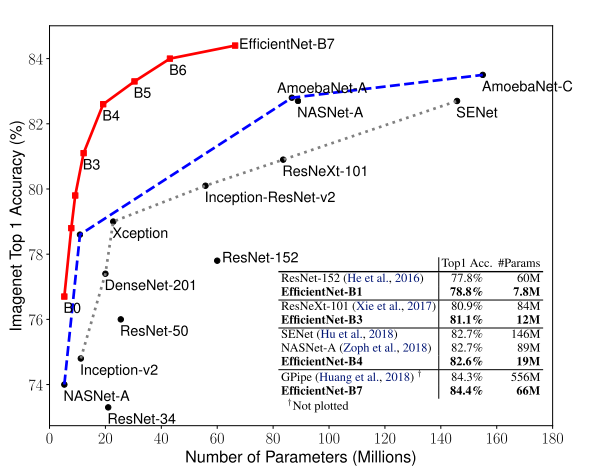 84
82
80
78
76
74
Imagenet Top 1 Accuracy (%)
EfficientNet-B7
B6
B5
B4
B3
B0
AmoebaNet-A
NASNet-A
AmoebaNet-C
SENet
ResNeXt-101
Inception-ResNet-v2
Xception
ResNet-152
DenseNet-201
ResNet-50
Inception-v2
NASNet-A
ResNet-34
Top1 Acc. #Params
ResNet-152 (He et al., 2016) 77.8% 60M
EfficientNet-B1 78.8% 7.8M
ResNeXt-101 (Xie et al., 2017) 80.9% 84M
EfficientNet-B3 81.1% 12M
SENet (Hu et al., 2018) 82.7% 146M
NASNet-A (Zoph et al., 2018) 82.7% 89M
EfficientNet-B4 82.6% 19M
GPipe (Huang et al., 2018) † 84.3% 556M
EfficientNet-B7 84.4% 66M
†Not plotted
0 20 40 60 80 100 120 140 160 180
Number of Parameters (Millions)